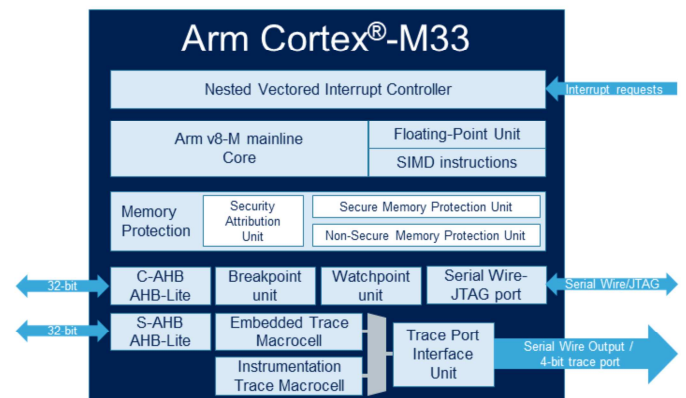 Arm Cortex®-M33
Nested Vectored Interrupt Controller
Interrupt requests
Arm v8-M mainline
Core
Floating-Point Unit
SIMD instructions
Memory
Protection
Security
Attribution
Unit
Secure Memory Protection Unit
Non-Secure Memory Protection Unit
32-bit
C-AHB
AHB-Lite
Breakpoint
unit
Watchpoint
unit
Serial Wire-
JTAG port
Serial Wire/JTAG
32-bit
S-AHB
AHB-Lite
Embedded Trace
Macrocell
Instrumentation
Trace Macrocell
Trace Port
Interface
Unit
Serial Wire Output /
4-bit trace port